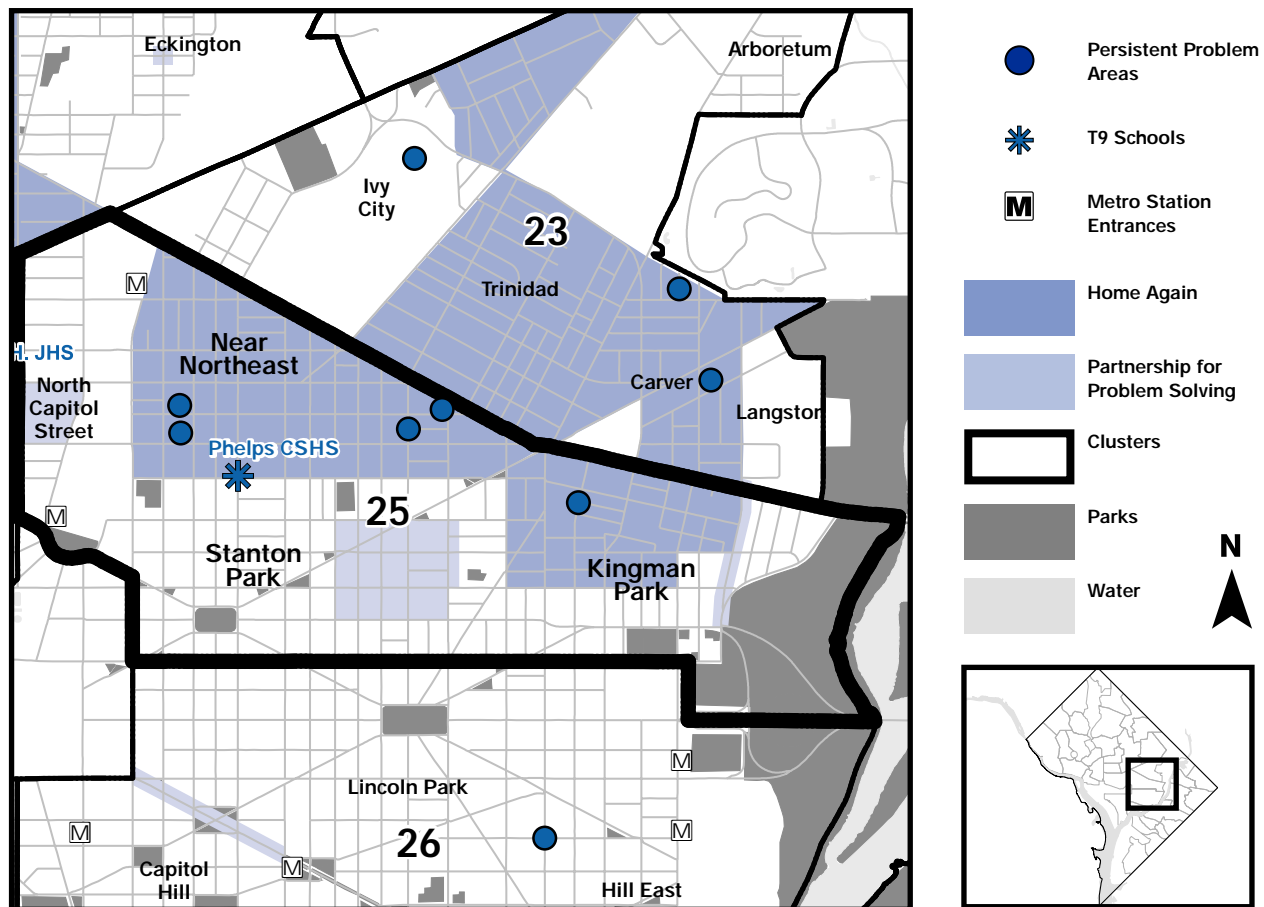 Eckington
Arboretum
Ivy
City
23
Trinidad
Near
Northeast
H. JHS
North
Capitol
Street
Carver
Langston
Phelps CSHS
25
Stanton
Park
Kingman
Park
Lincoln Park
26
Capitol
Hill
Hill East
M
M
M
M
M
M
Persistent Problem
Areas
T9 Schools
M
Metro Station
Entrances
Home Again
Partnership for
Problem Solving
Clusters
Parks
Water
N